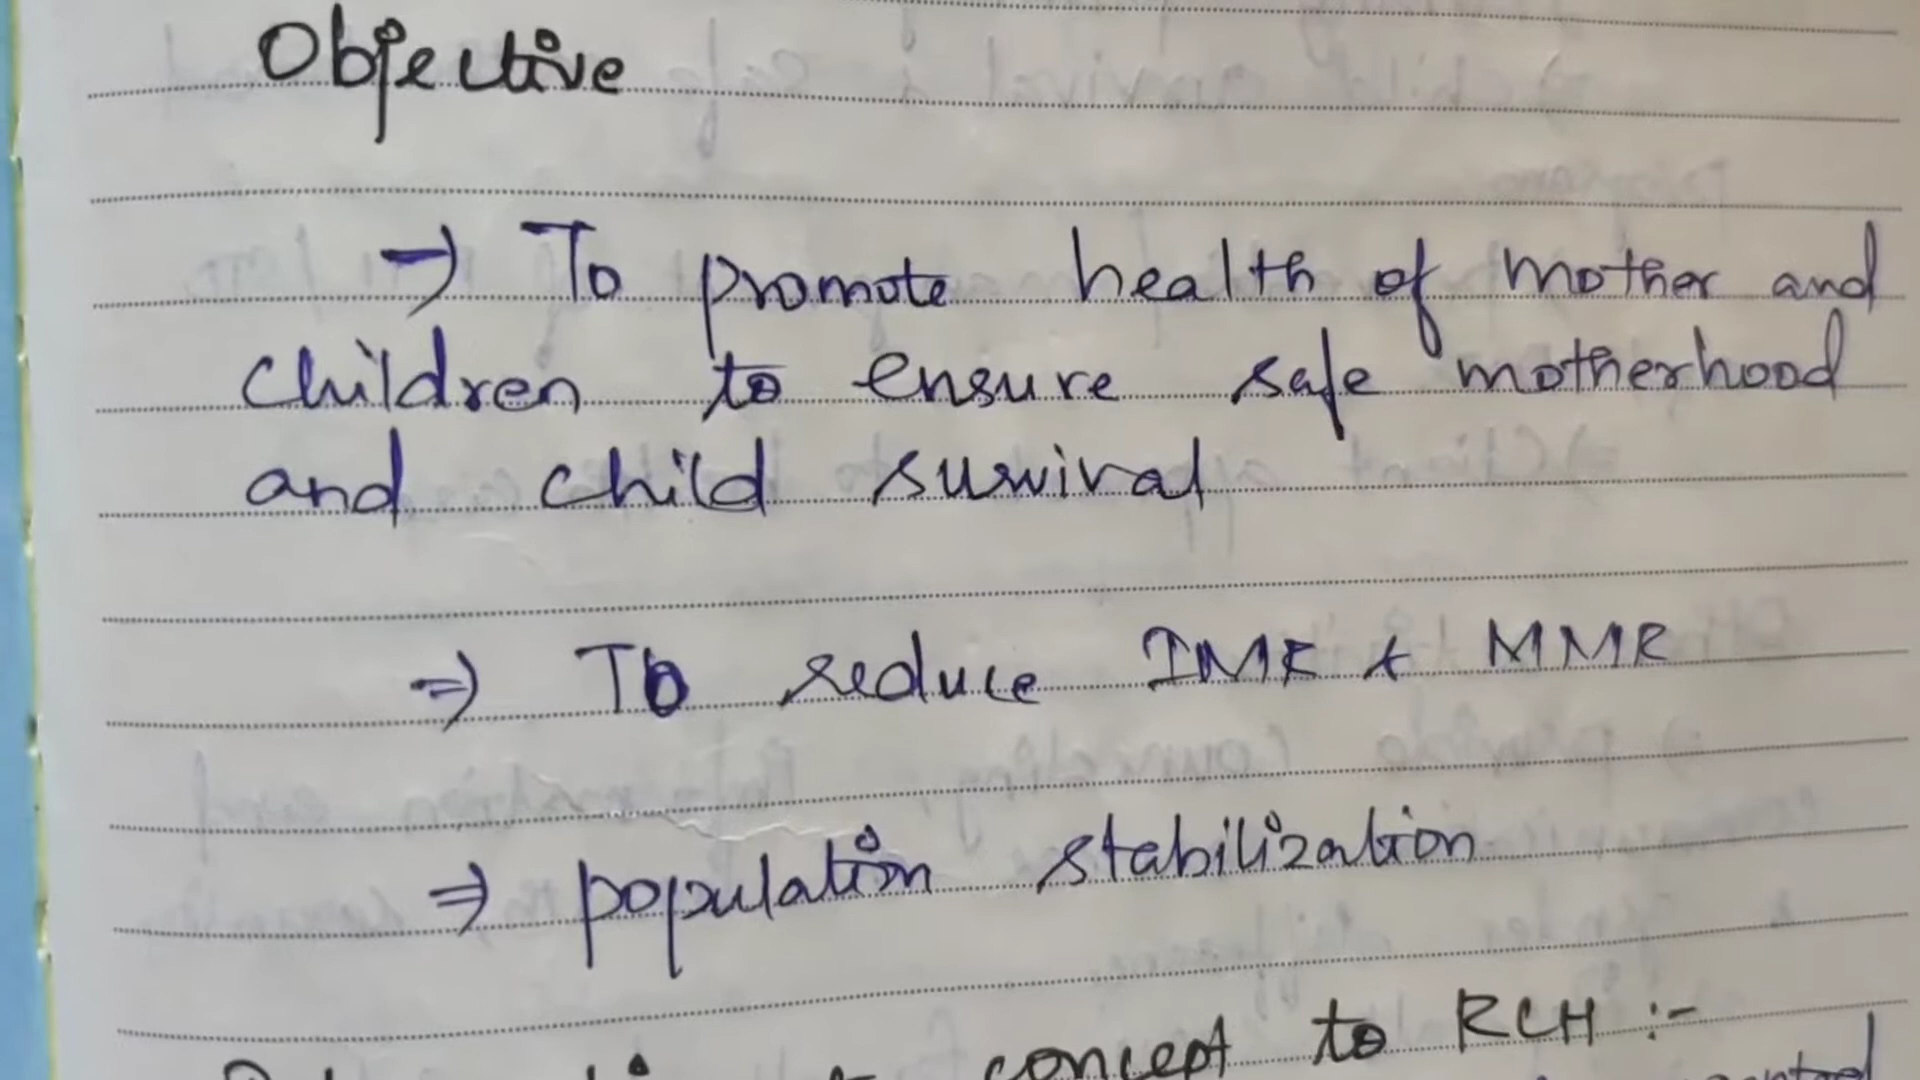 Objective
→ To promote health of mother and
children to ensure safe motherhood
and child survival
⇒ To reduce IMR & MMR
⇒ population stabilization
concept to RCH :-